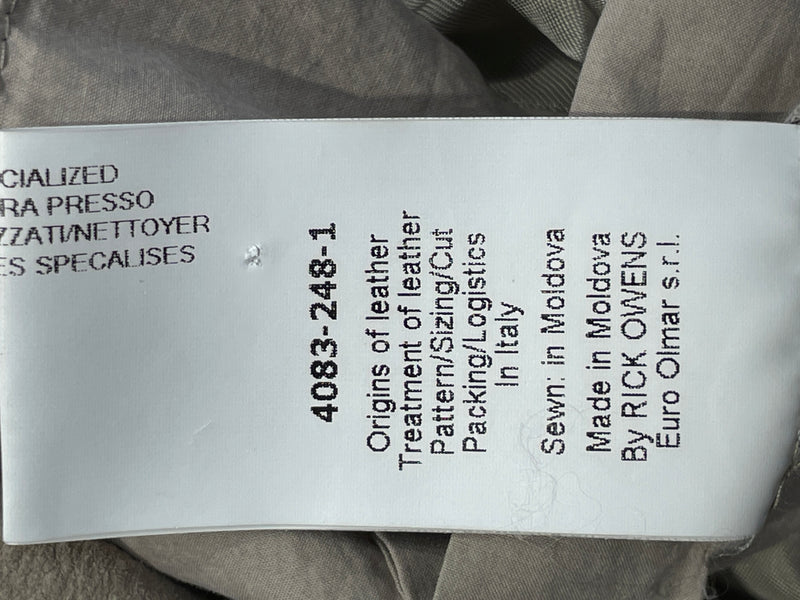 CIALIZED
RA PRESSO
ZZATI/NETTOYER
ES SPECALISES
4083-248-1
Origins of leather
Treatment of leather
Pattern/Sizing/Cut
Packing/Logistics
In Italy
Sewn: in Moldova
Made in Moldova
By RICK OWENS
Euro Olmar s.r.l.